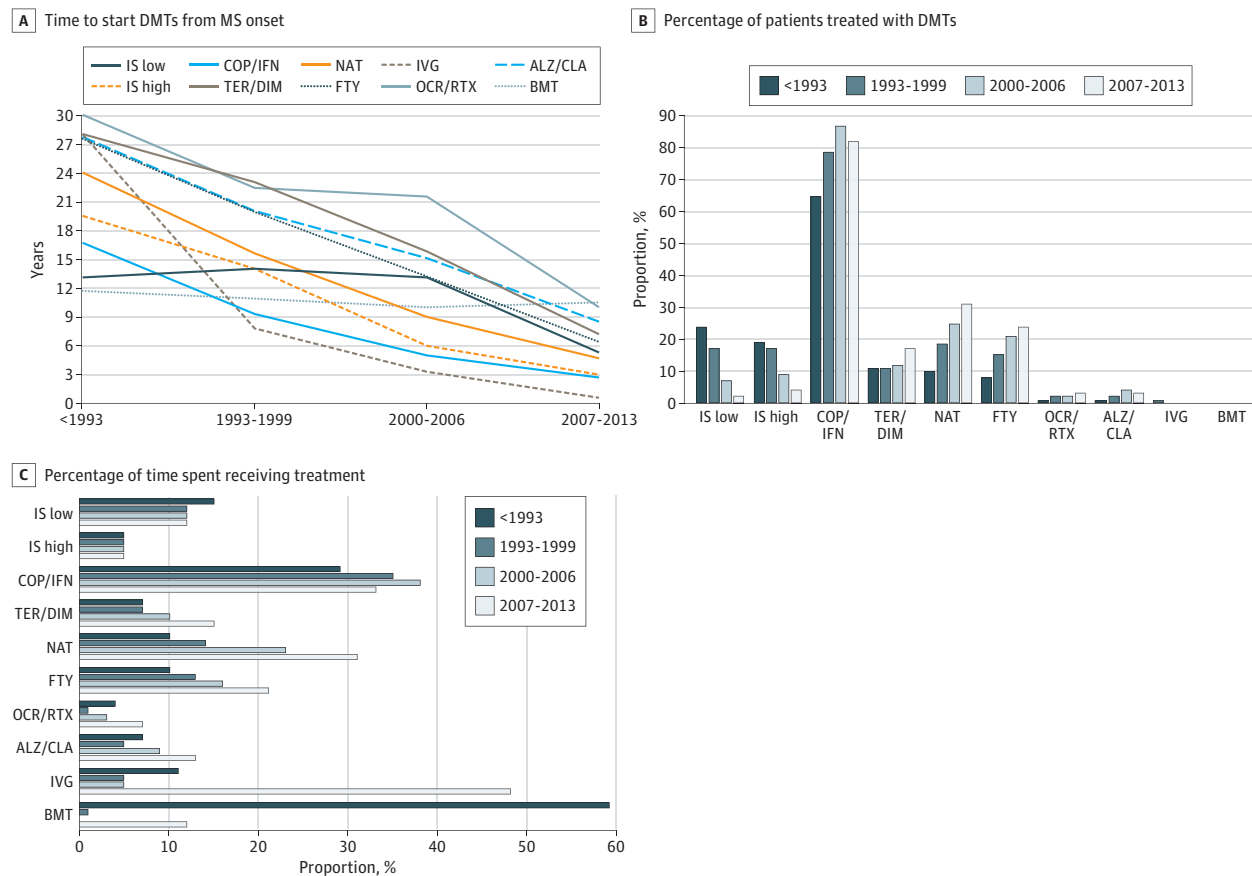 A Time to start DMTs from MS onset
IS low COP/IFN NAT IVG ALZ/CLA
IS high TER/DIM FTY OCR/RTX BMT
30
27
24
21
18
15
12
9
6
3
0
Years
<1993 1993-1999 2000-2006 2007-2013
B Percentage of patients treated with DMTs
<1993 1993-1999 2000-2006 2007-2013
90
80
70
60
50
40
30
20
10
0
Proportion, %
IS low IS high COP/ TER/ NAT FTY OCR/ ALZ/ IVG BMT
IFN DIM RTX CLA
C Percentage of time spent receiving treatment
<1993
1993-1999
2000-2006
2007-2013
IS low
IS high
COP/IFN
TER/DIM
NAT
FTY
OCR/RTX
ALZ/CLA
IVG
BMT
0 10 20 30 40 50 60
Proportion, %